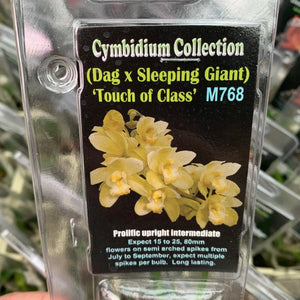 Cymbidium Collection
(Dag x Sleeping Giant)
'Touch of Class' M768
Prolific upright intermediate
Expect 15 to 25, 80mm
flowers on semi arched spikes from
July to September, expect multiple
spikes per bulb. Long lasting.